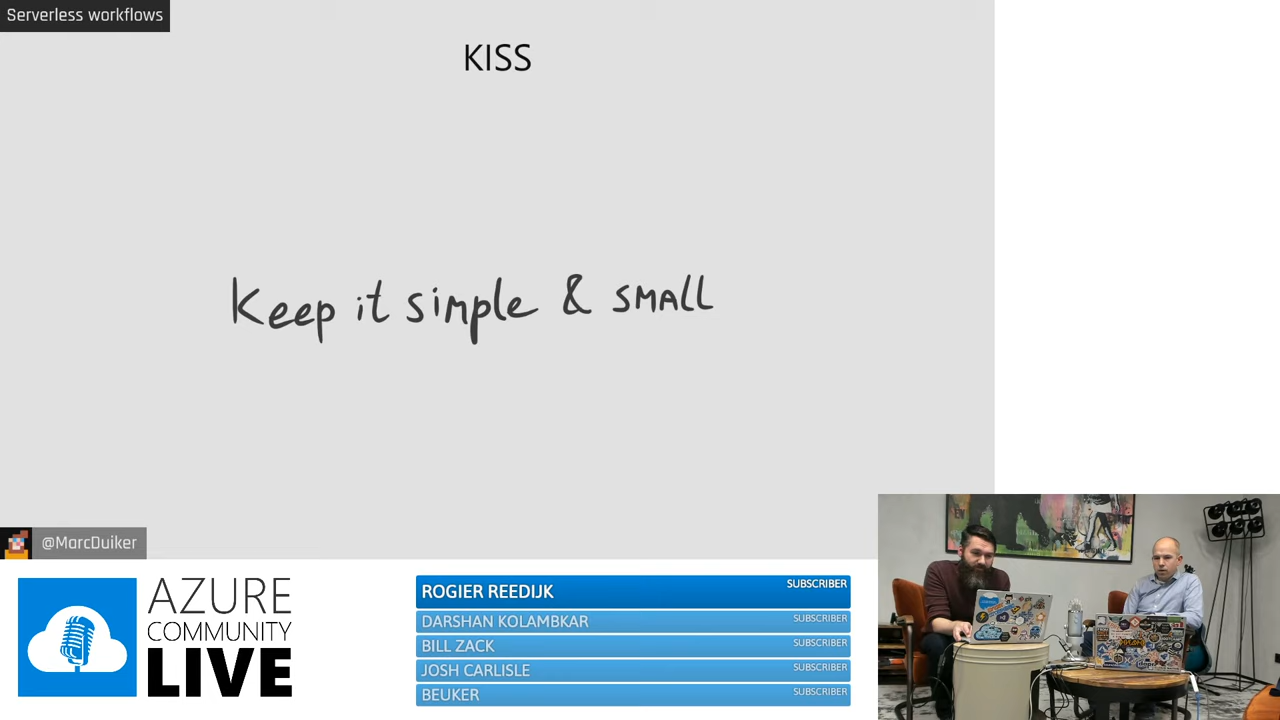 Serverless workflows
KISS
Keep it simple & small
@MarcDuiker
AZURE
COMMUNITY
LIVE
ROGIER REEDIJK SUBSCRIBER
DARSHAN KOLAMBKAR SUBSCRIBER
BILL ZACK SUBSCRIBER
JOSH CARLISLE SUBSCRIBER
BEUKER SUBSCRIBER